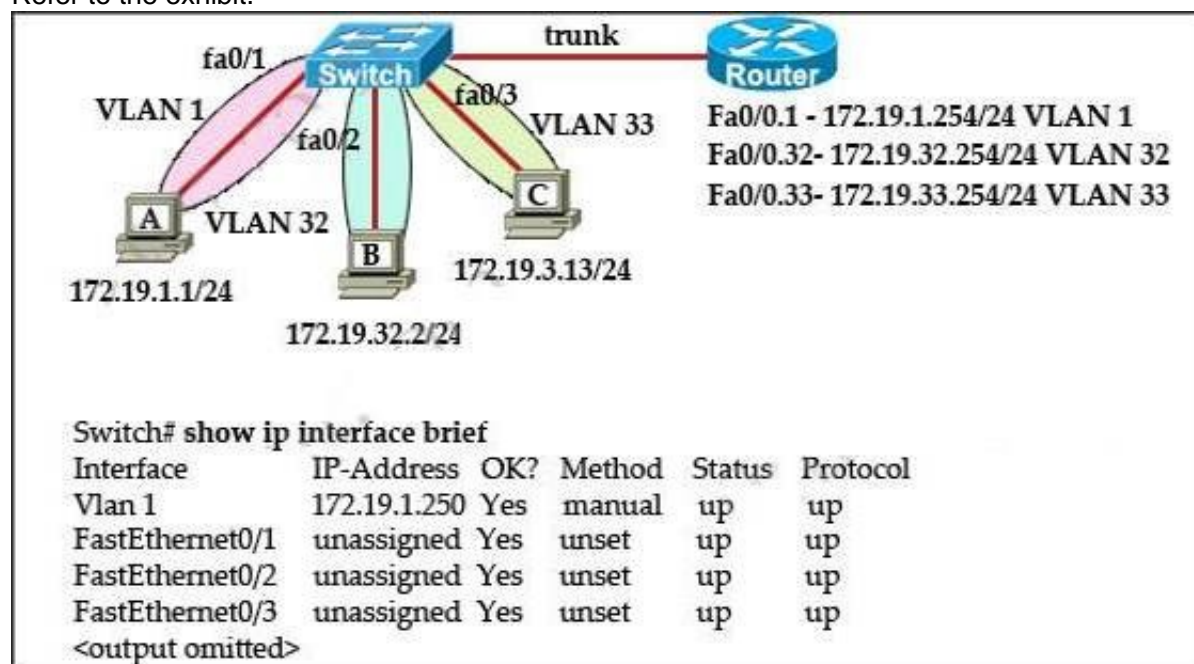 Refer to the exhibit.
trunk
fa0/1
Switch
Router
fa0/3
VLAN 1
VLAN 33
fa0/2
Fa0/0.1 - 172.19.1.254/24 VLAN 1
Fa0/0.32- 172.19.32.254/24 VLAN 32
Fa0/0.33- 172.19.33.254/24 VLAN 33
A
VLAN 32
C
B
172.19.1.1/24
172.19.3.13/24
172.19.32.2/24
Switch# show ip interface brief
Interface IP-Address OK? Method Status Protocol
Vlan 1 172.19.1.250 Yes manual up up
FastEthernet0/1 unassigned Yes unset up up
FastEthernet0/2 unassigned Yes unset up up
FastEthernet0/3 unassigned Yes unset up up
<output omitted>